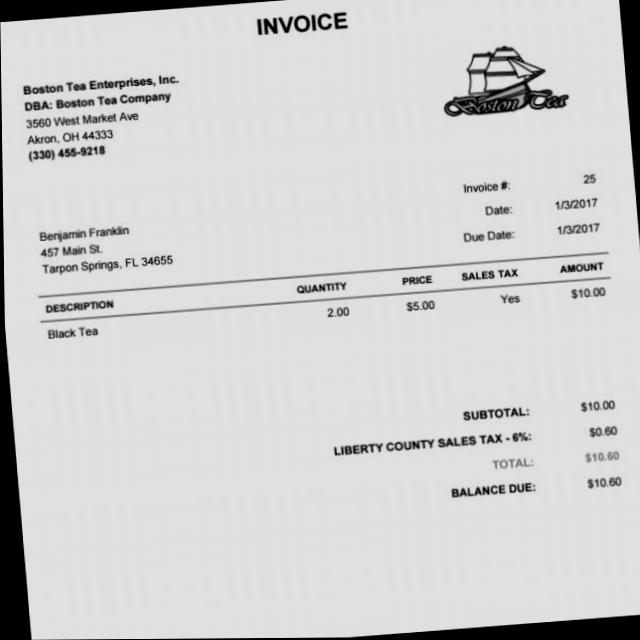 INVOICE
Boston Tea Enterprises, Inc.
DBA: Boston Tea Company
3560 West Market Ave
Akron, OH 44333
(330) 455-9218
Boston Tea
Invoice #: 25
Date: 1/3/2017
Due Date: 1/3/2017
Benjamin Franklin
457 Main St.
Tarpon Springs, FL 34655
DESCRIPTION QUANTITY PRICE SALES TAX AMOUNT
Black Tea 2.00 $5.00 Yes $10.00
SUBTOTAL: $10.00
LIBERTY COUNTY SALES TAX - 6%: $0.60
TOTAL: $10.60
BALANCE DUE: $10.60